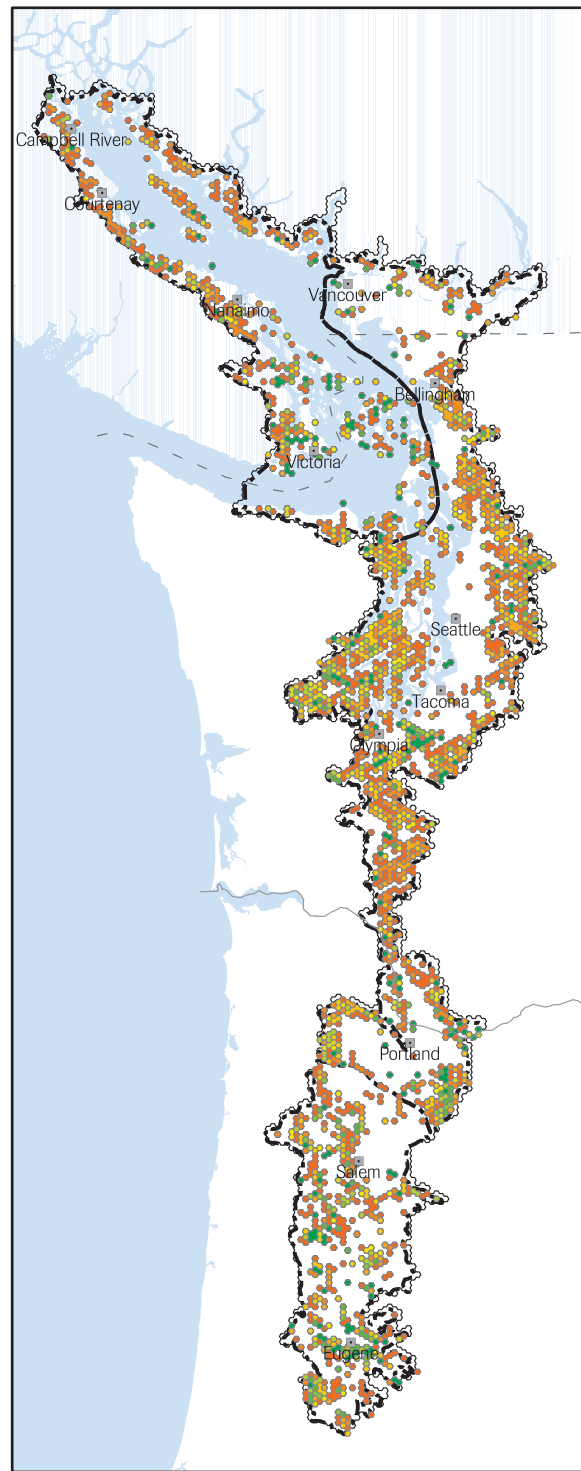 Campbell River
Courtenay
Vancouver
Nanaimo
Bellingham
Victoria
Seattle
Tacoma
Olympia
Portland
Salem
Eugene